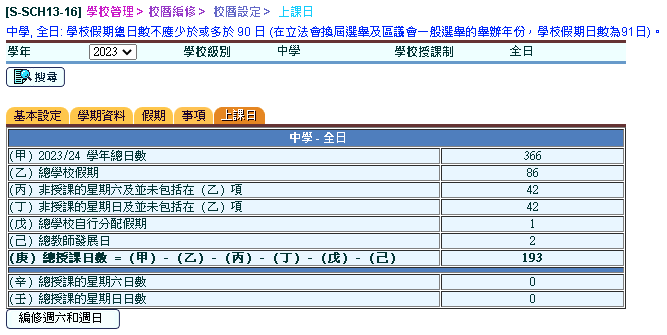 [S-SCH13-16] 學校管理 > 校曆編修 > 校曆設定 > 上課日
中學, 全日: 學校假期總日數不應少於或多於 90 日 (在立法會換屆選舉及區議會一般選舉的舉辦年份，學校假期日數為91日)。
學年 2023 學校級別 中學 學校授課制 全日
搜尋
基本設定 學期資料 假期 事項 上課日
中學 - 全日
(甲) 2023/24 學年總日數 366
(乙) 總學校假期 86
(丙) 非授課的星期六及並未包括在 (乙) 項 42
(丁) 非授課的星期日及並未包括在 (乙) 項 42
(戊) 總學校自行分配假期 1
(己) 總教師發展日 2
(庚) 總授課日數 = (甲) - (乙) - (丙) - (丁) - (戊) - (己) 193
(辛) 總授課的星期六日數 0
(壬) 總授課的星期日日數 0
編修週六和週日